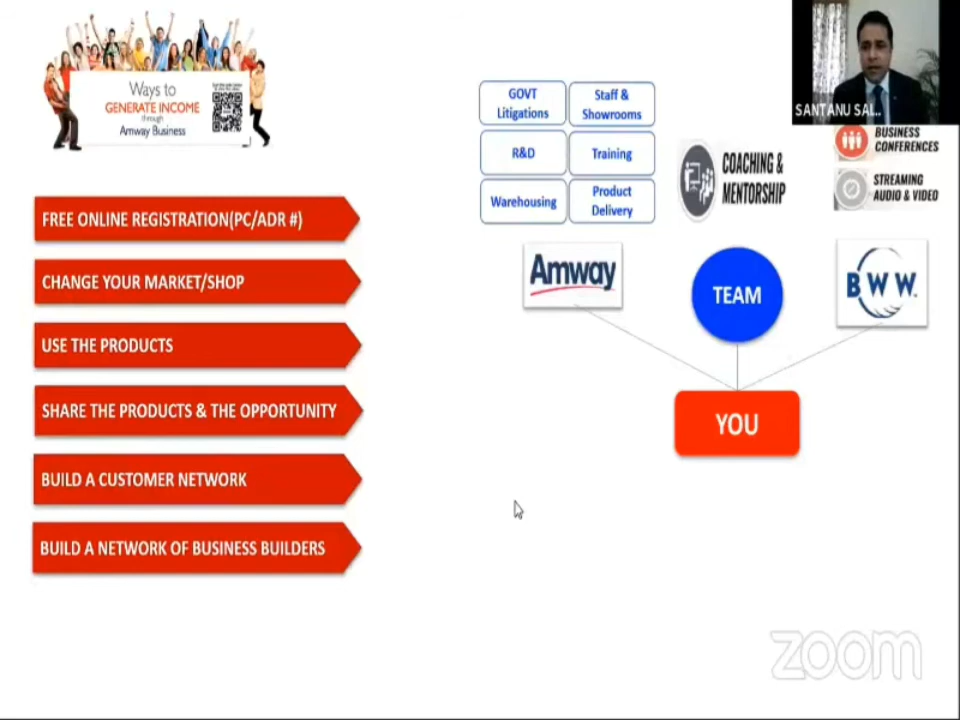 Ways to
GENERATE INCOME
through
Amway Business
FREE ONLINE REGISTRATION(PC/ADR #)
CHANGE YOUR MARKET/SHOP
USE THE PRODUCTS
SHARE THE PRODUCTS & THE OPPORTUNITY
BUILD A CUSTOMER NETWORK
BUILD A NETWORK OF BUSINESS BUILDERS
GOVT
Litigations
Staff &
Showrooms
R&D
Training
Warehousing
Product
Delivery
COACHING &
MENTORSHIP
SANTANU SAL...
BUSINESS
CONFERENCES
STREAMING
AUDIO & VIDEO
Amway
TEAM
BWW
YOU
zoom